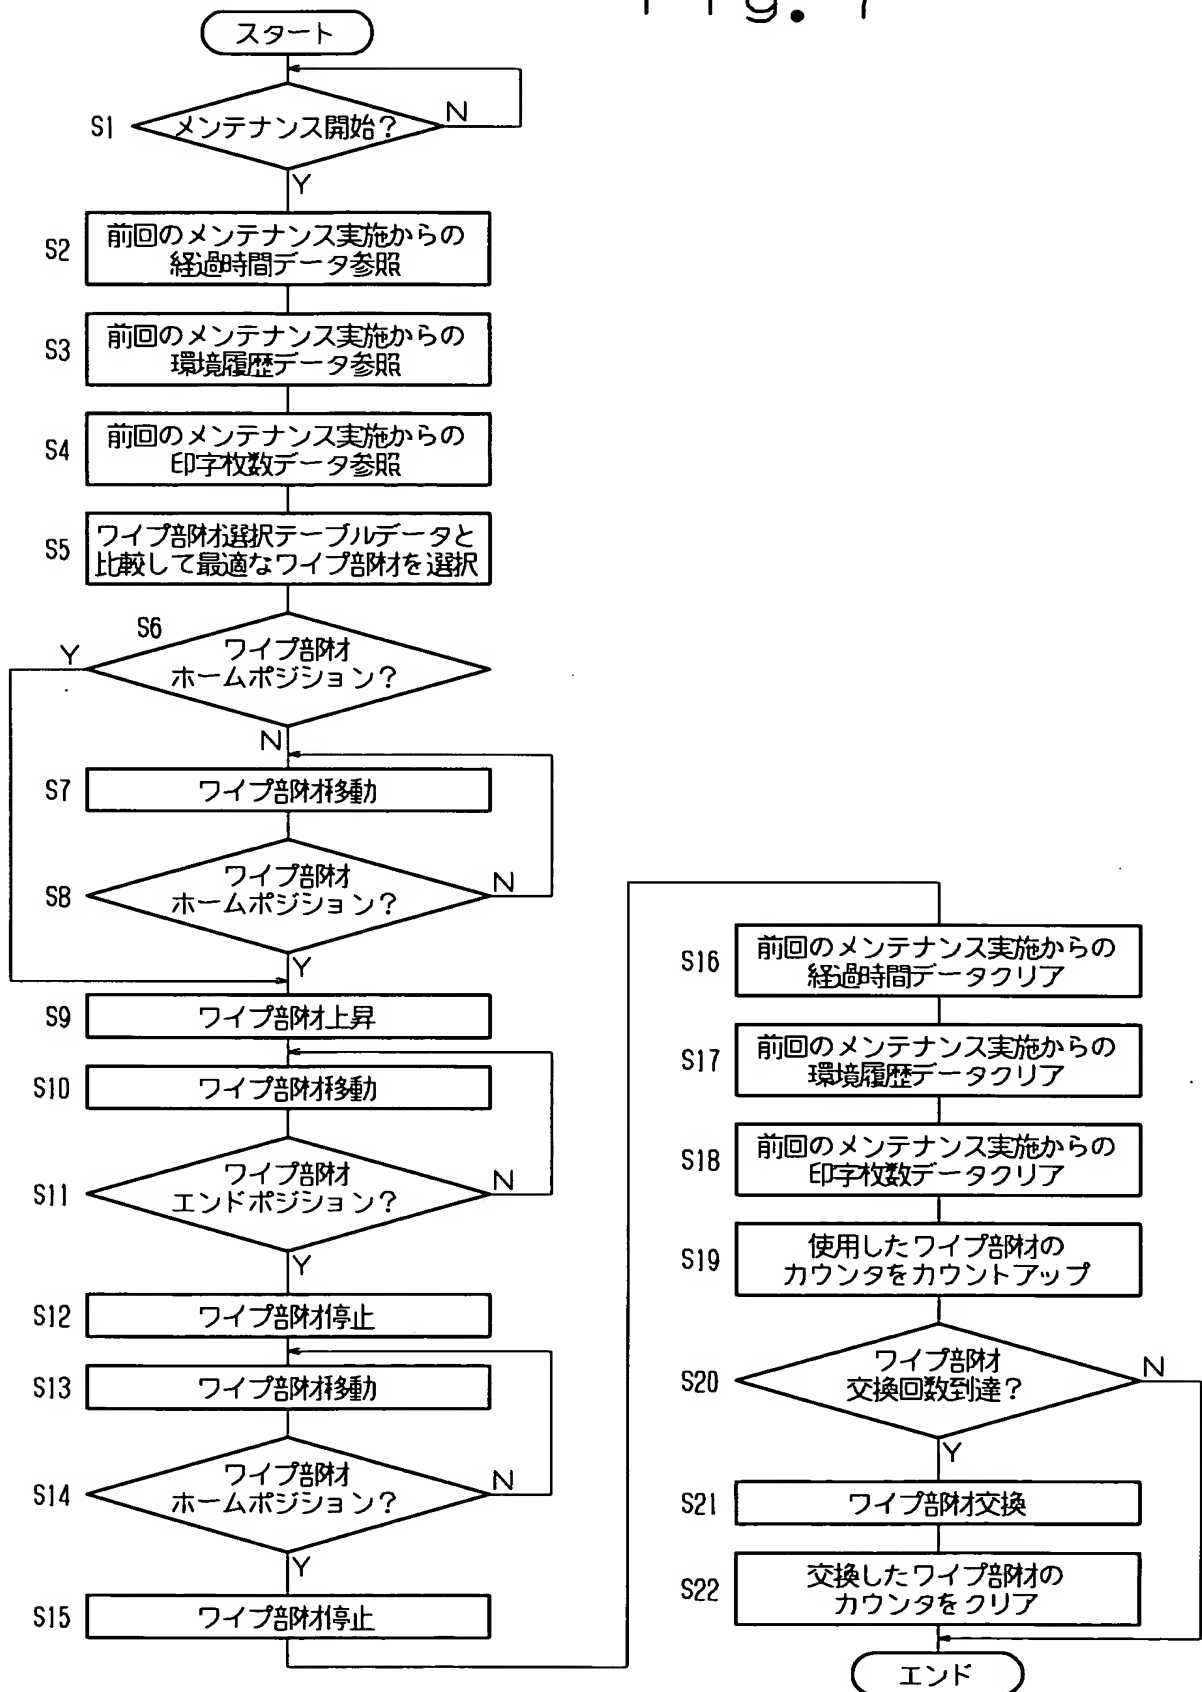 Fig. 7
スタート
S1
メンテナンス開始?
N
Y
S2
前回のメンテナンス実施からの
経過時間データ参照
S3
前回のメンテナンス実施からの
環境履歴データ参照
S4
前回のメンテナンス実施からの
印字枚数データ参照
S5
ワイプ部材選択テーブルデータと
比較して最適なワイプ部材を選択
S6
ワイプ部材
ホームポジション?
Y
N
S7
ワイプ部材移動
S8
ワイプ部材
ホームポジション?
N
Y
S9
ワイプ部材上昇
S10
ワイプ部材移動
S11
ワイプ部材
エンドポジション?
N
Y
S12
ワイプ部材停止
S13
ワイプ部材移動
S14
ワイプ部材
ホームポジション?
N
Y
S15
ワイプ部材停止
S16
前回のメンテナンス実施からの
経過時間データクリア
S17
前回のメンテナンス実施からの
環境履歴データクリア
S18
前回のメンテナンス実施からの
印字枚数データクリア
S19
使用したワイプ部材の
カウンタをカウントアップ
S20
ワイプ部材
交換回数到達?
N
Y
S21
ワイプ部材交換
S22
交換したワイプ部材の
カウンタをクリア
エンド